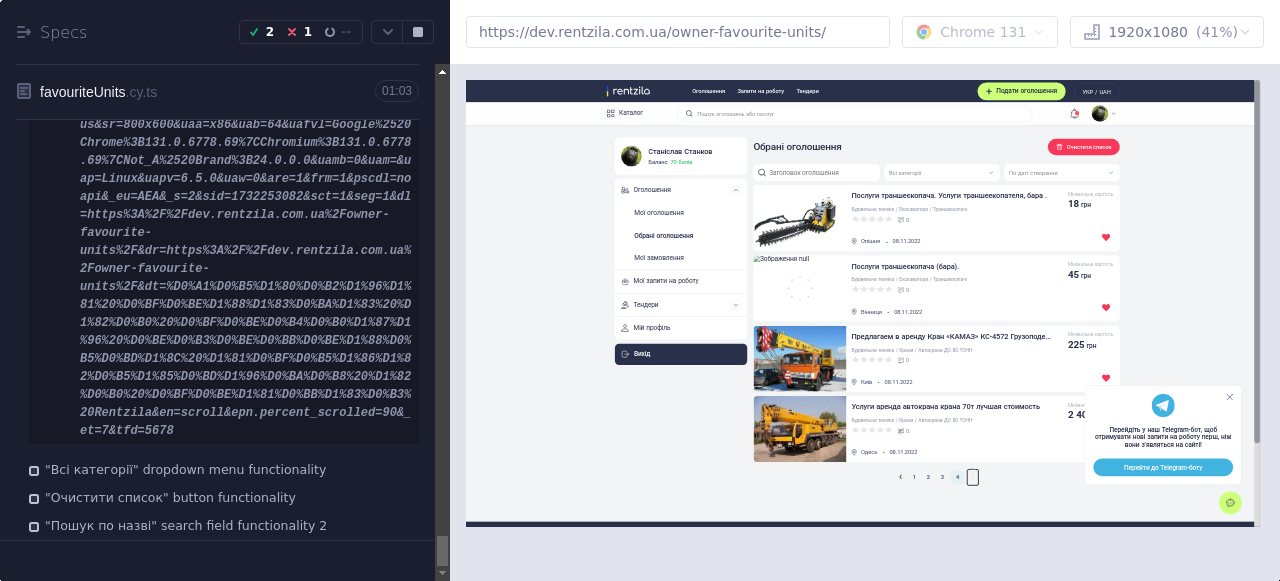 Specs
2
1
--
https://dev.rentzila.com.ua/owner-favourite-units/
Chrome 131
1920x1080 (41%)
favouriteUnits.cy.ts
01:03
us&sr=800x600&uaa=x86&uab=64&uafvl=Google%2520
Chrome%3B131.0.6778.69%7CChromium%3B131.0.6778
.69%7CNot_A%2520Brand%3B24.0.0.0&uamb=0&uam=&u
ap=Linux&uapv=6.5.0&uaw=0&are=1&frm=1&pscdl=no
api&_eu=AEA&_s=2&sid=1732253082&sct=1&seg=1&dl
=https%3A%2F%2Fdev.rentzila.com.ua%2Fowner-
favourite-
units%2F&dr=https%3A%2F%2Fdev.rentzila.com.ua%
2Fowner-favourite-
units%2F&dt=%D0%A1%D0%B5%D1%80%D0%B2%D1%96%D1%
81%20%D0%BF%D0%BE%D1%88%D1%83%D0%BA%D1%83%20%D
1%82%D0%B0%20%D0%BF%D0%BE%D0%B4%D0%B0%D1%87%D1
%96%20%D0%BE%D0%B3%D0%BE%D0%BB%D0%BE%D1%88%D0%
B5%D0%BD%D1%8C%20%D1%81%D0%BF%D0%B5%D1%86%D1%8
2%D0%B5%D1%85%D0%BD%D1%96%D0%BA%D0%B8%20%D1%82
%D0%B0%20%D0%BF%D0%BE%D1%81%D0%BB%D1%83%D0%B3%
20Rentzila&en=scroll&epn.percent_scrolled=90&_
et=7&tfd=5678
"Всі категорії" dropdown menu functionality
"Очистити список" button functionality
"Пошук по назві" search field functionality 2
rentzila
Оголошення
Запити на роботу
Тендери
Подати оголошення
УКР / UAH
Каталог
Пошук оголошень або послуг
Станіслав Станков
Баланс: 70 балів
Оголошення
Мої оголошення
Обрані оголошення
Мої замовлення
Мої запити на роботу
Тендери
Мій профіль
Вихід
Обрані оголошення
Очистити список
Заголовок оголошення
Всі категорії
По даті створення
Послуги траншеєкопача. Услуги траншеекопателя, бара .
Будівельна техніка / Екскаватори / Траншеєкопачі
0
Опішня • 08.11.2022
Мінімальна вартість
18 грн
Зображення null
Послуги траншеєкопача (бара).
Будівельна техніка / Екскаватори / Траншеєкопачі
0
Вінниця • 08.11.2022
Мінімальна вартість
45 грн
Предлагаем в аренду Кран «КАМАЗ» КС-4572 Грузоподе...
Будівельна техніка / Крани / Автокрани ДО 80 ТОНН
0
Київ • 08.11.2022
Мінімальна вартість
225 грн
Услуги аренда автокрана крана 70т лучшая стоимость
Будівельна техніка / Крани / Автокрани ДО 80 ТОНН
0
Одеса • 08.11.2022
2 40
1 2 3 4
Перейдіть у наш Telegram-бот, щоб
отримувати нові запити на роботу перш, ніж
вони з'являться на сайті!
Перейти до Telegram-боту